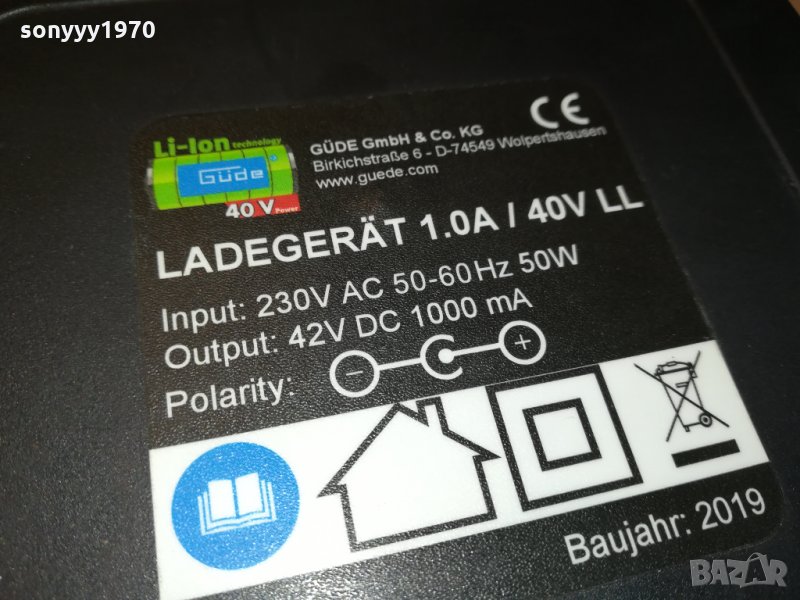 sonyyy1970
Li-Ion technology
Güde
40 V Power
GÜDE GmbH & Co. KG
Birkichstraße 6 - D-74549 Wolpertshausen
www.guede.com
CE
LADEGERÄT 1.0A / 40V LL
Input: 230V AC 50-60Hz 50W
Output: 42V DC 1000 mA
Polarity: − +
Baujahr: 2019
BAZAR